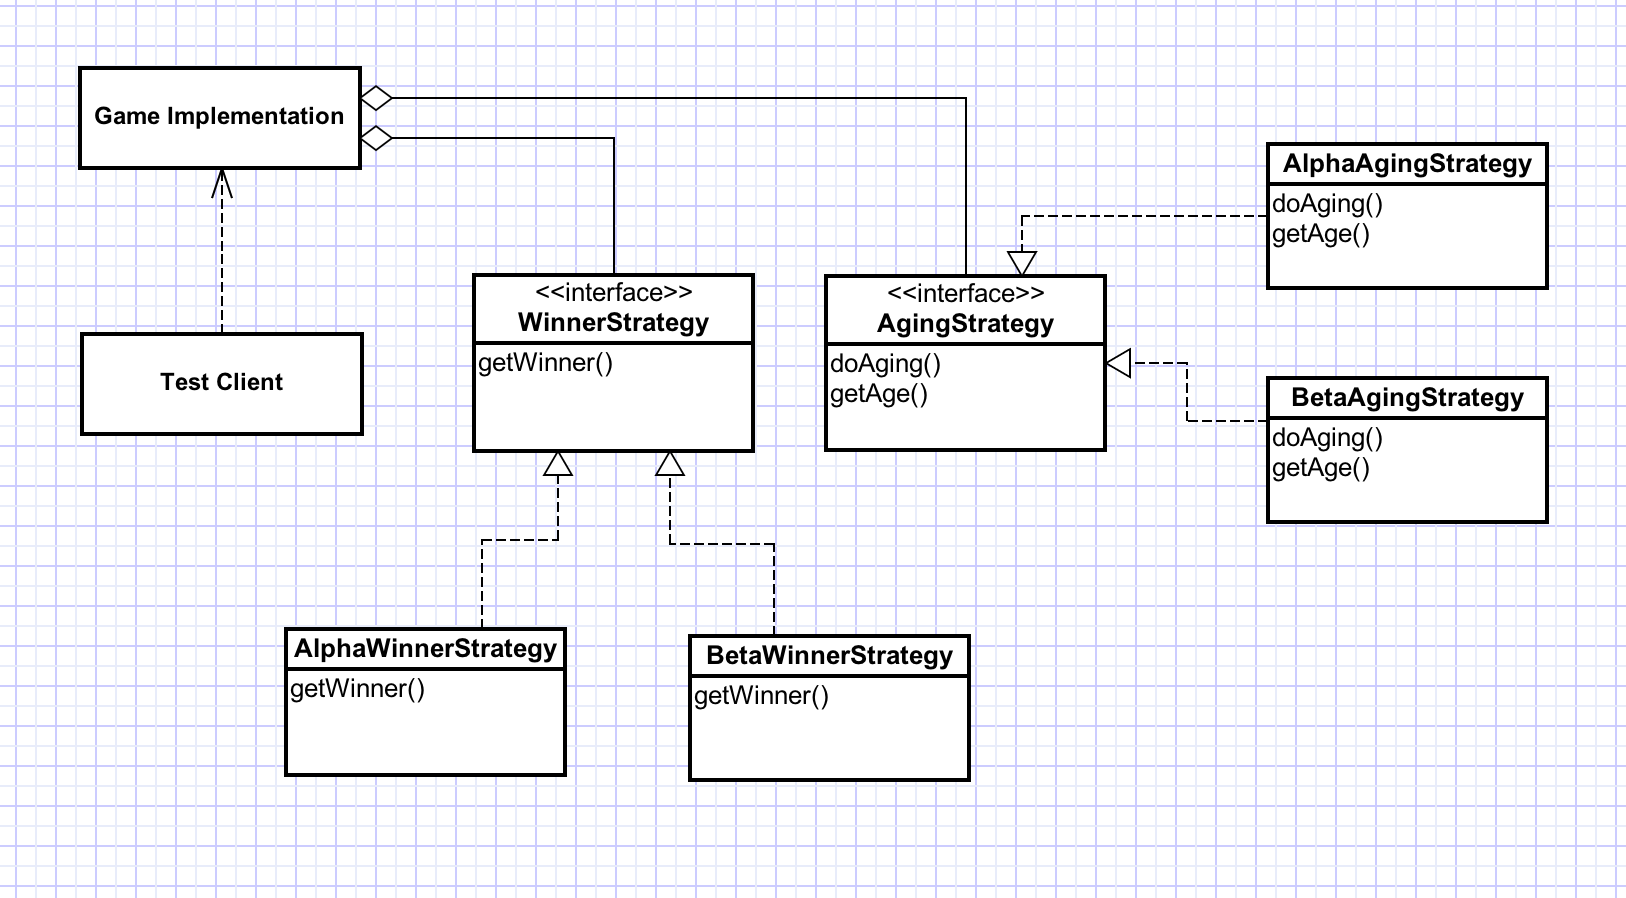 Game Implementation
Test Client
<<interface>>
WinnerStrategy
getWinner()
<<interface>>
AgingStrategy
doAging()
getAge()
AlphaAgingStrategy
doAging()
getAge()
BetaAgingStrategy
doAging()
getAge()
AlphaWinnerStrategy
getWinner()
BetaWinnerStrategy
getWinner()